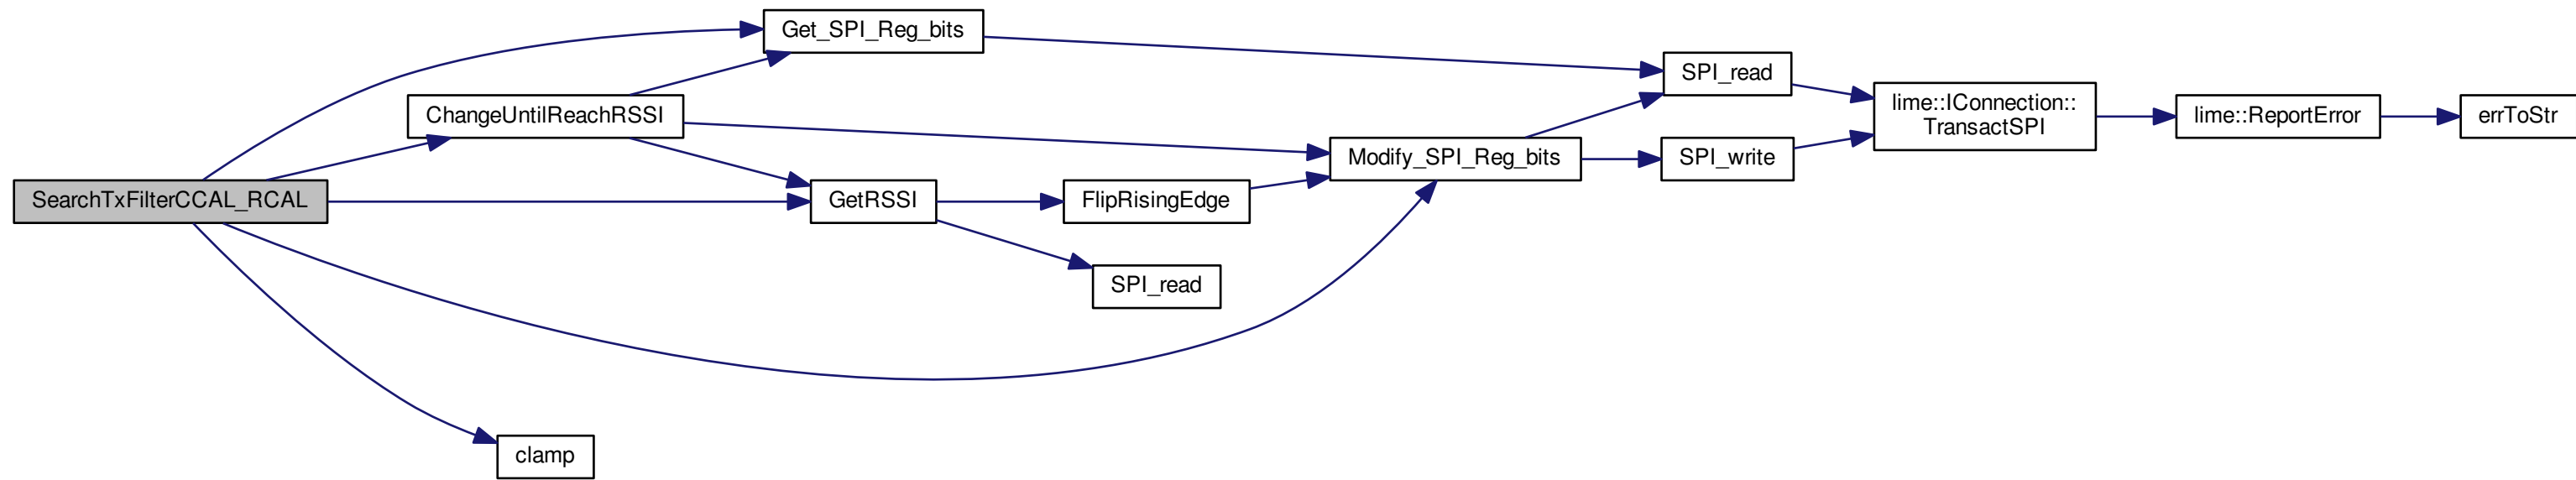 Get_SPI_Reg_bits
SPI_read
ChangeUntilReachRSSI
lime::IConnection::
TransactSPI
lime::ReportError
errToStr
Modify_SPI_Reg_bits
SPI_write
SearchTxFilterCCAL_RCAL
GetRSSI
FlipRisingEdge
SPI_read
clamp